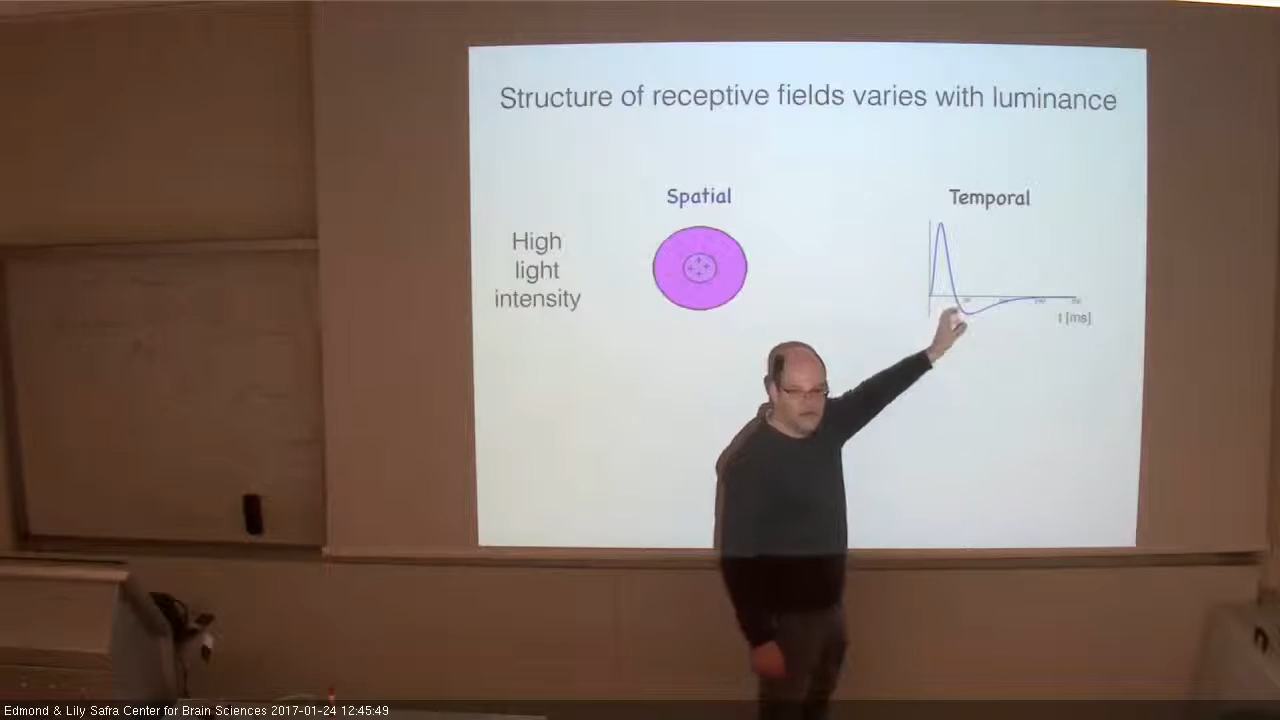 Structure of receptive fields varies with luminance
Spatial
Temporal
High
light
intensity
t [ms]
Edmond & Lily Safra Center for Brain Sciences 2017-01-24 12:45:49